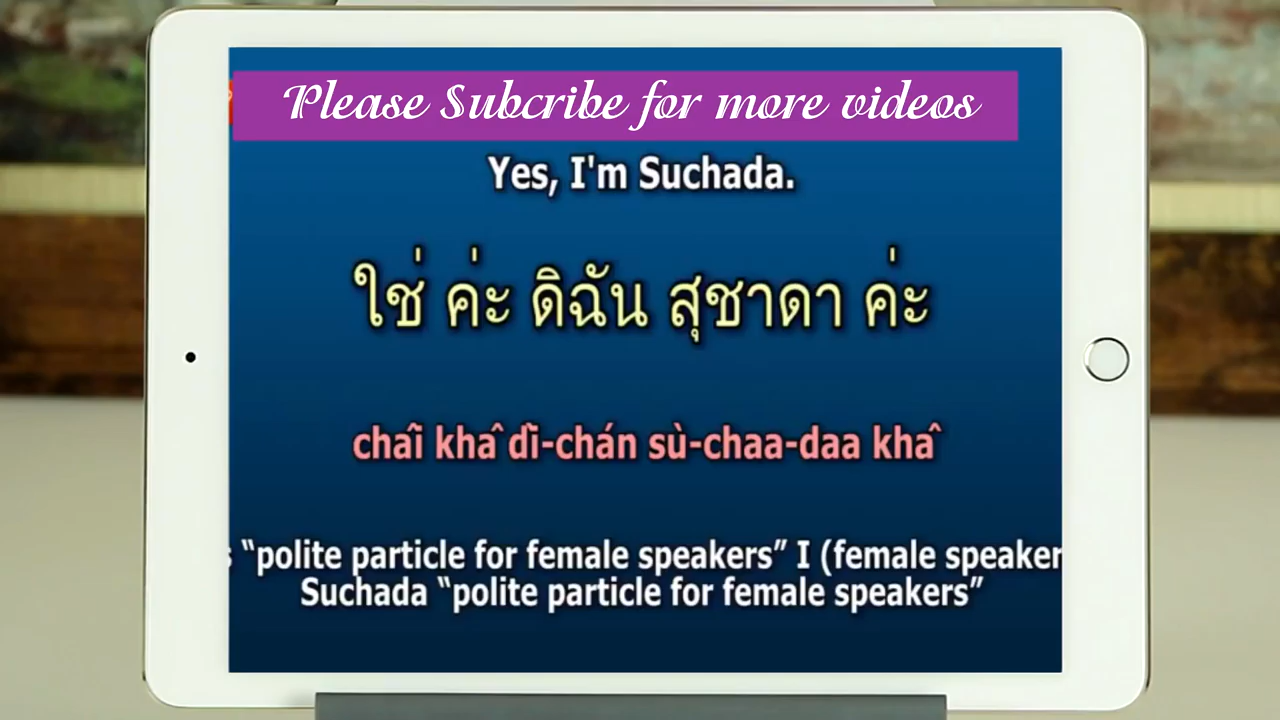 Please Subcribe for more videos
Yes, I'm Suchada.
ใช่ ค่ะ ดิฉัน สุชาดา ค่ะ
chaî khâ dì-chán sù-chaa-daa khâ
“polite particle for female speakers” I (female speaker
Suchada “polite particle for female speakers”